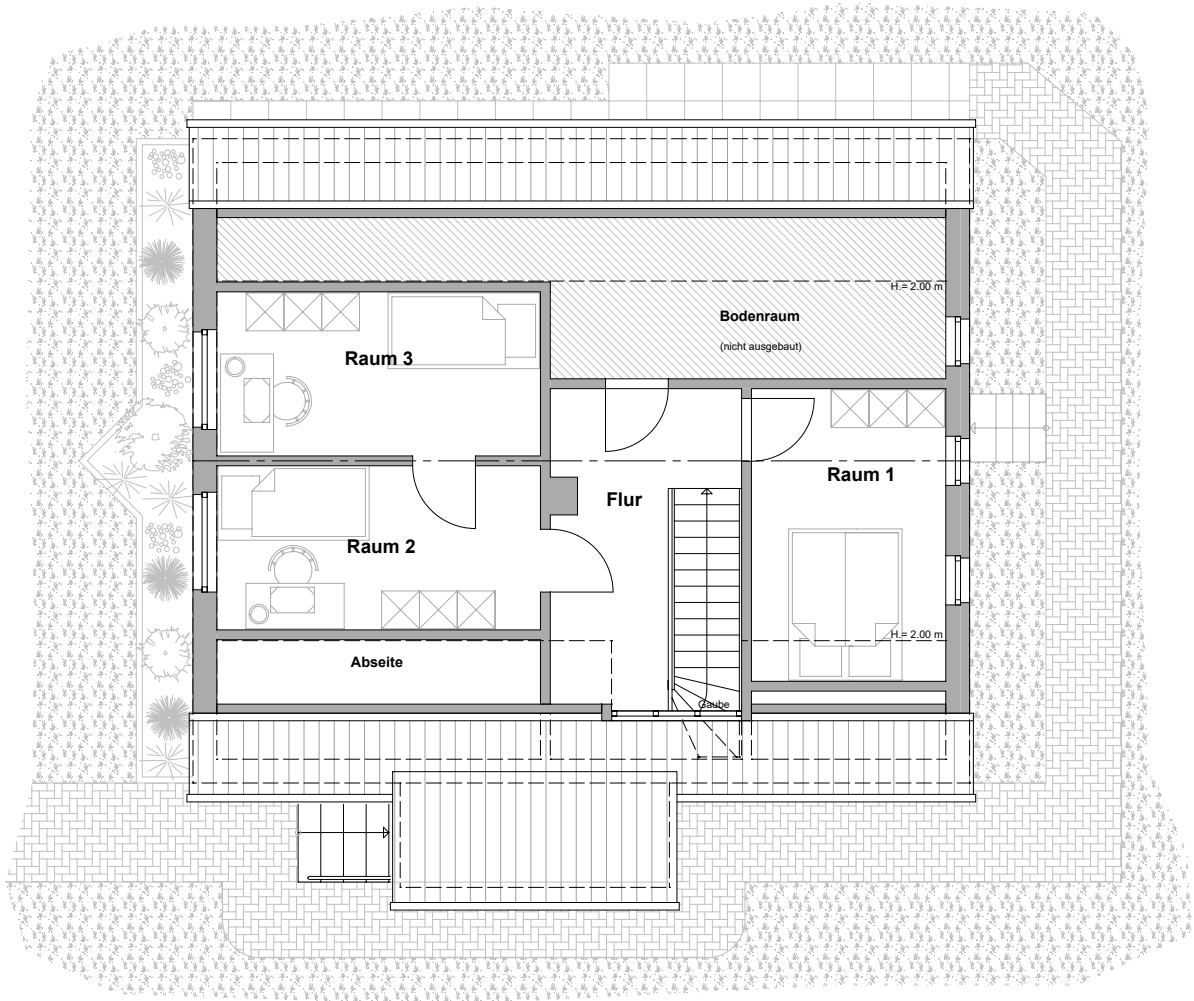 H.= 2.00 m
Bodenraum
(nicht ausgebaut)
Raum 3
Raum 1
Flur
Raum 2
H.= 2.00 m
Abseite
Gaube